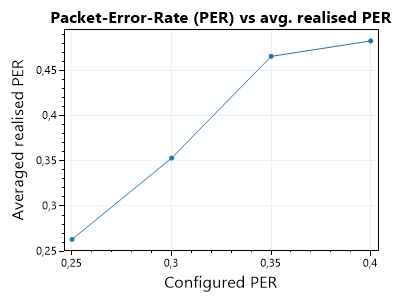 Packet-Error-Rate (PER) vs avg. realised PER
Averaged realised PER
0,45
0,4
0,35
0,3
0,25
0,25 0,3 0,35 0,4
Configured PER